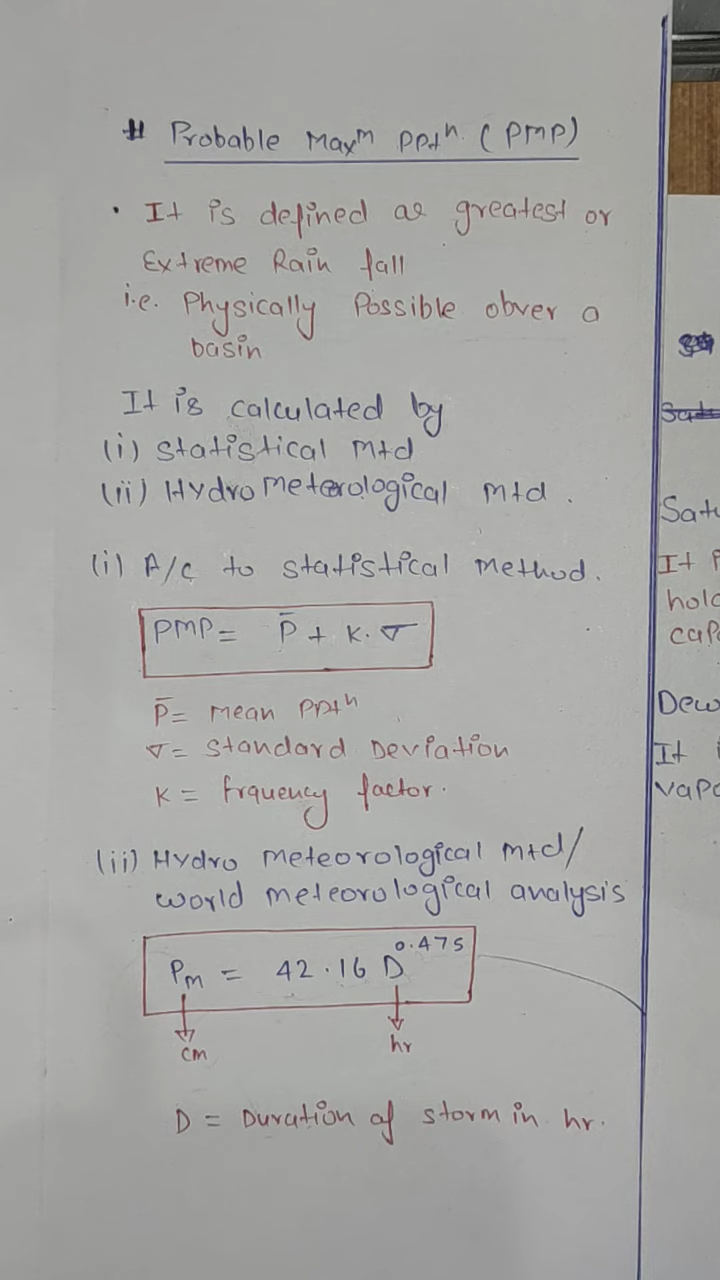 # Probable Maxᵐ PPtʰ (PMP)
• It is defined as greatest or
Extreme Rain fall
i.e. Physically Possible obver a
basin
It is calculated by
(i) Statistical Mtd
(ii) Hydro Meterological Mtd.
(i) A/c to statistical Method.
PMP = P̄ + K.σ
P̄ = Mean PPtʰ
σ = Standard Deviation
K = frquency factor.
(ii) Hydro Meteorological Mtd/
world meteorological analysis
Pₘ = 42.16 D^0.475
cm hr
D = Duration of storm in hr.
Sat
It
hold
cap
Dew
It
vap